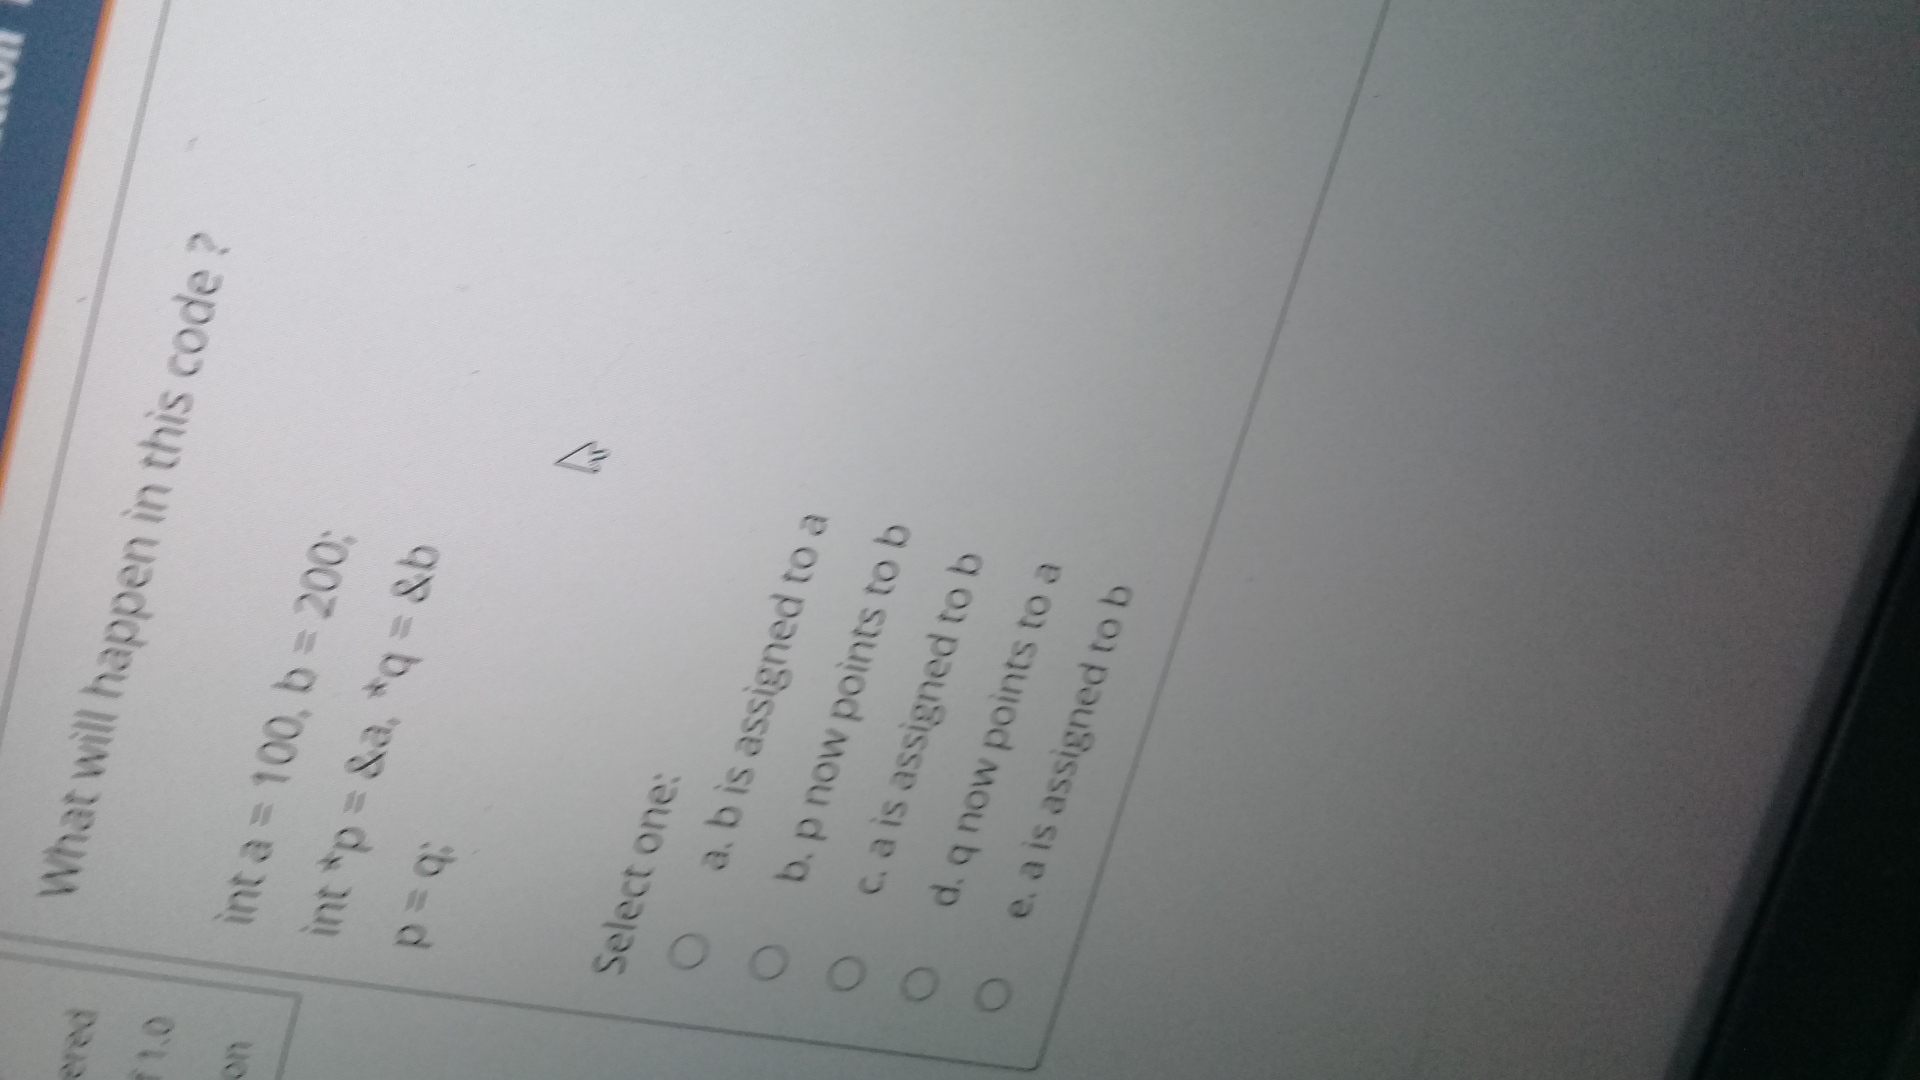 ered
1.0
on
What will happen in this code ?
int a = 100, b = 200;
int *p = &a, *q = &b
p = q;
Select one:
a. b is assigned to a
b. p now points to b
c. a is assigned to b
d. q now points to a
e. a is assigned to b